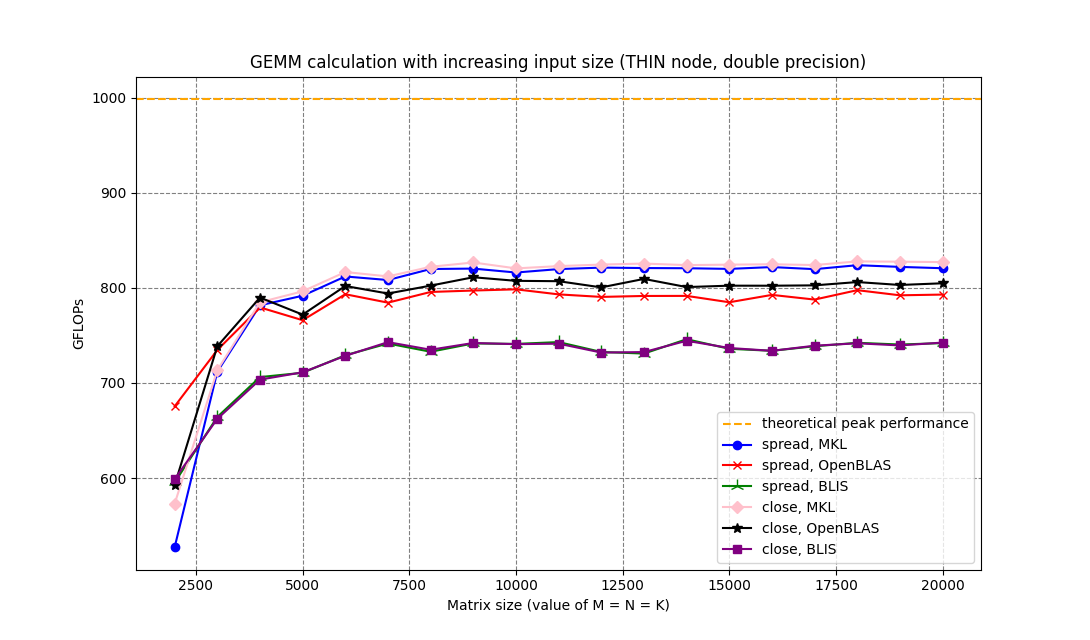 GEMM calculation with increasing input size (THIN node, double precision)
1000
900
800
700
600
GFLOPs
theoretical peak performance
spread, MKL
spread, OpenBLAS
spread, BLIS
close, MKL
close, OpenBLAS
close, BLIS
2500 5000 7500 10000 12500 15000 17500 20000
Matrix size (value of M = N = K)